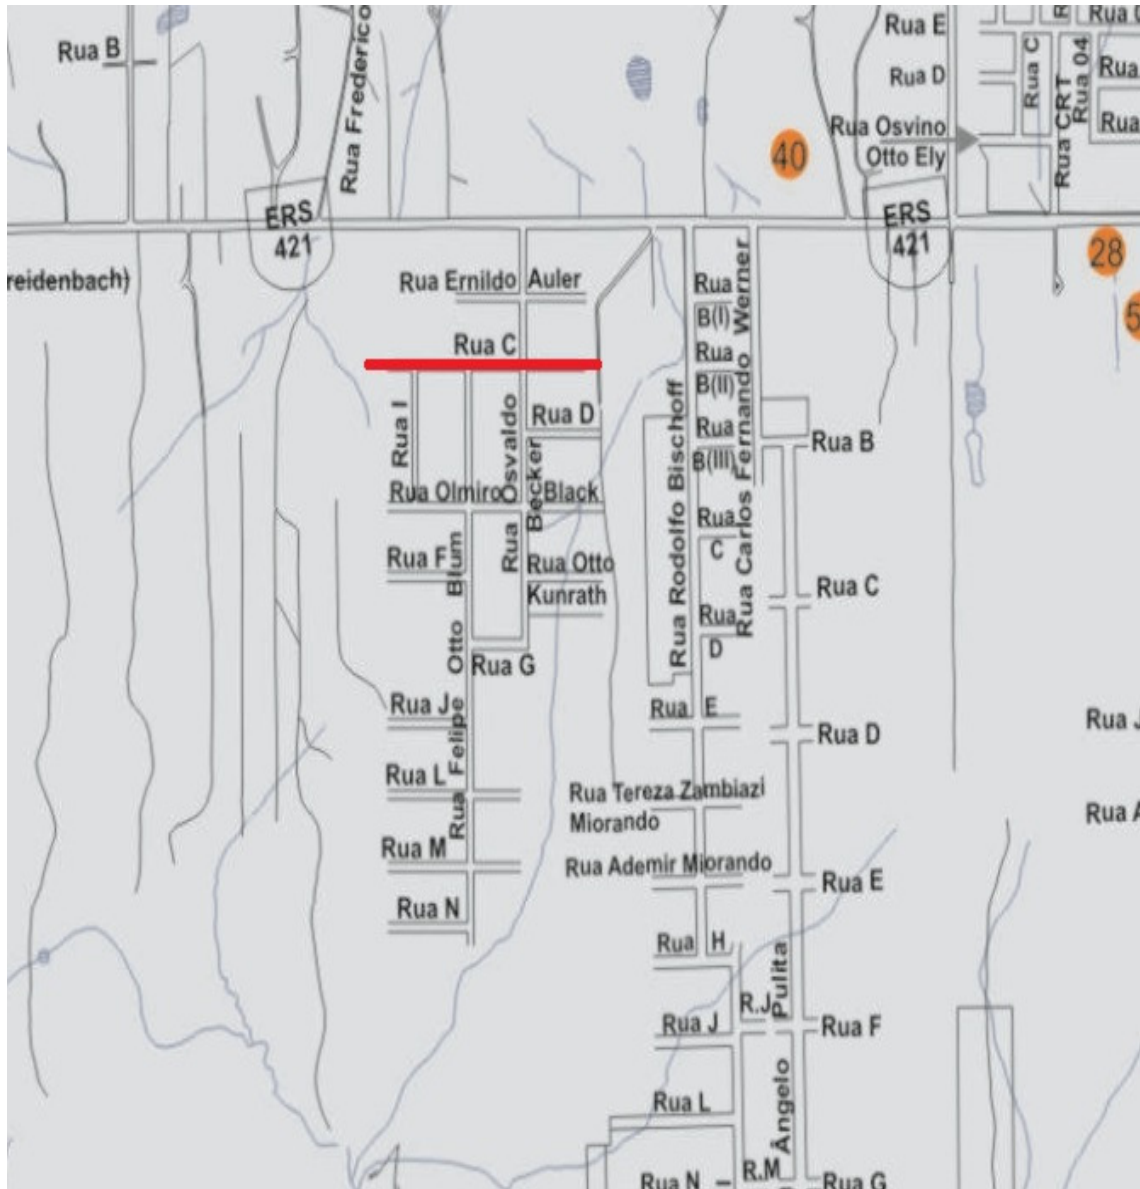 Rua B
Rua Frederico
Rua E
Rua D
Rua C
Rua CRT
Rua 04
Rua
Rua
Rua Osvino
Otto Ely
40
ERS
421
ERS
421
28
5
reidenbach)
Rua Ernildo Auler
Rua C
Rua I
Rua D
Rua Osvaldo
Becker
Rua Olmiro Black
Rua F
Rua Otto
Kunrath
Rua G
Rua Felipe Otto Blum
Rua J
Rua L
Rua M
Rua N
Rua
B(I)
Rua
B(II)
Rua
B(III)
Rua
C
Rua
D
Rua Rodolfo Bischoff
Rua Carlos Fernando Werner
Rua B
Rua C
Rua D
Rua E
Rua F
Rua G
Rua E
Rua Tereza Zambiazi
Miorando
Rua Ademir Miorando
Rua H
Rua J
R.J
Rua L
Rua N
R.M
Ângelo Pulita
Rua J
Rua A